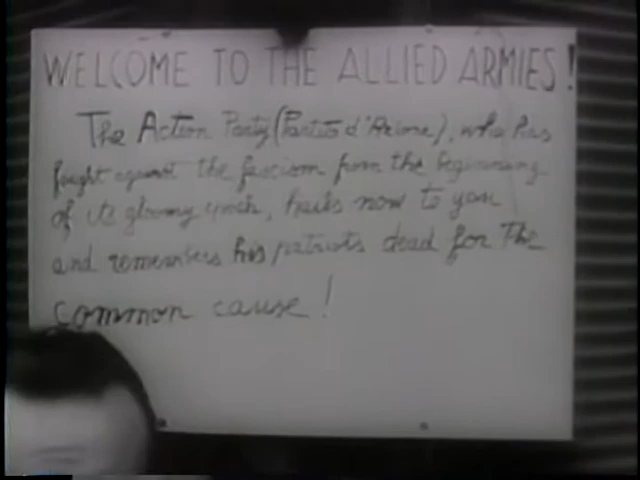 WELCOME TO THE ALLIED ARMIES!
The Action Party (Partito d'Azione), who has
fought against the fascism from the beginning
of its gloomy epoch, hails now to you
and remembers his patriots dead for The
common cause!